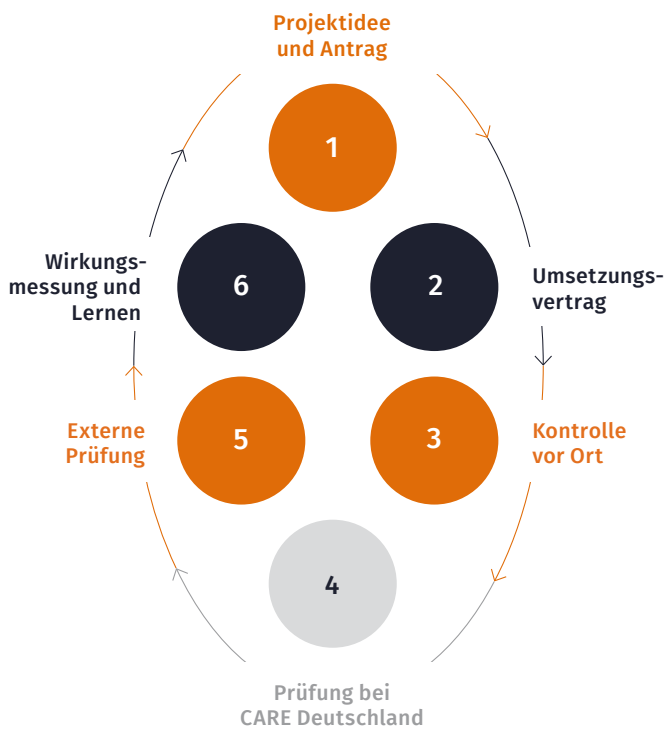 Projektidee
und Antrag
1
2
Umsetzungs-
vertrag
3
Kontrolle
vor Ort
4
Prüfung bei
CARE Deutschland
5
Externe
Prüfung
6
Wirkungs-
messung und
Lernen